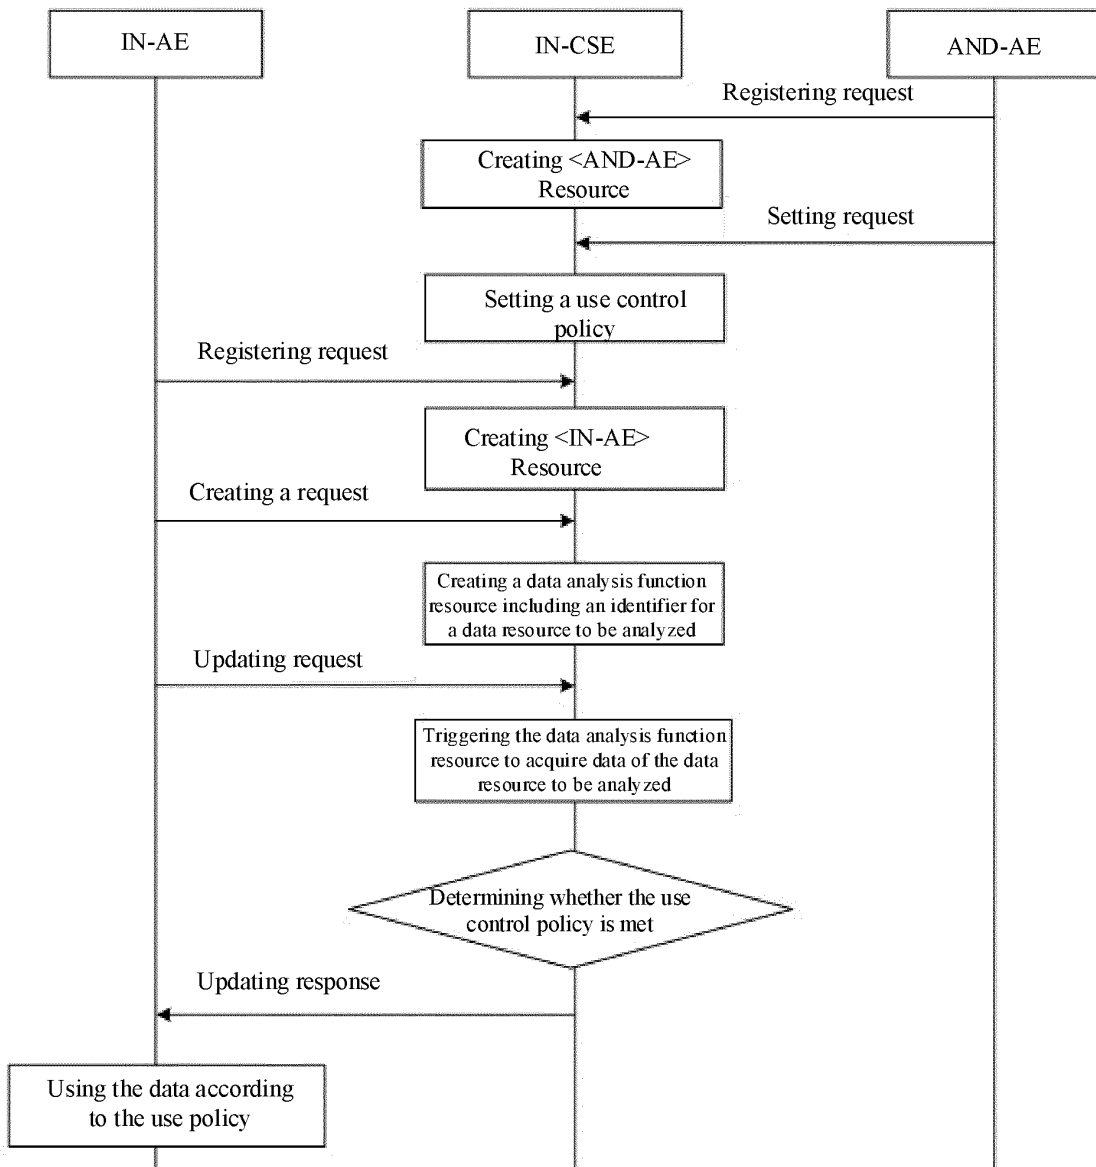 IN-AE
IN-CSE
AND-AE
Registering request
Creating <AND-AE>
Resource
Setting request
Setting a use control
policy
Registering request
Creating <IN-AE>
Resource
Creating a request
Creating a data analysis function
resource including an identifier for
a data resource to be analyzed
Updating request
Triggering the data analysis function
resource to acquire data of the data
resource to be analyzed
Determining whether the use
control policy is met
Updating response
Using the data according
to the use policy